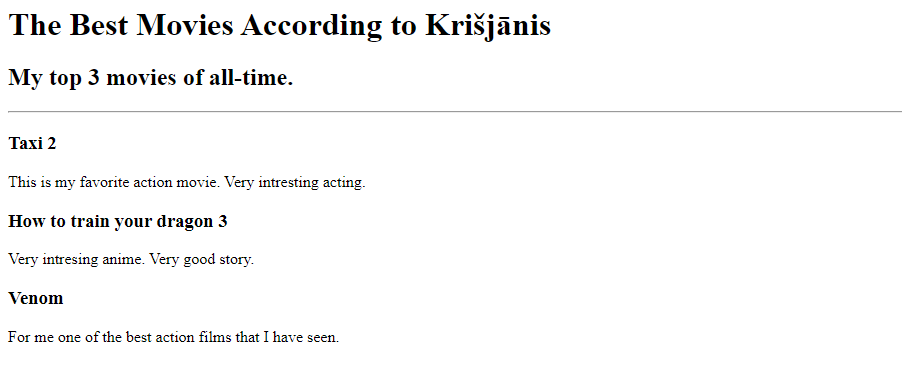 The Best Movies According to Krišjānis
My top 3 movies of all-time.
Taxi 2
This is my favorite action movie. Very intresting acting.
How to train your dragon 3
Very intresing anime. Very good story.
Venom
For me one of the best action films that I have seen.